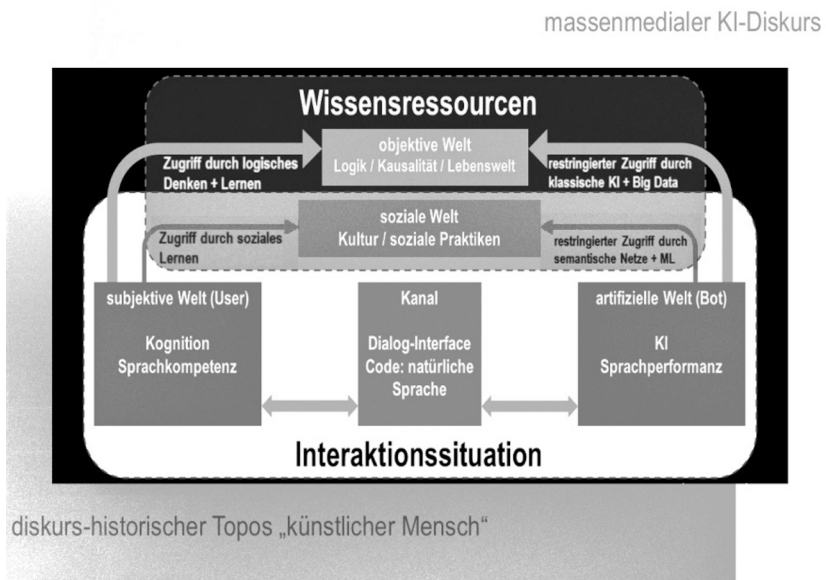 massenmedialer KI-Diskurs
Wissensressourcen
objektive Welt
Logik / Kausalität / Lebenswelt
Zugriff durch logisches
Denken + Lernen
restringierter Zugriff durch
klassische KI + Big Data
soziale Welt
Kultur / soziale Praktiken
Zugriff durch soziales
Lernen
restringierter Zugriff durch
semantische Netze + ML
subjektive Welt (User)
Kognition
Sprachkompetenz
Kanal
Dialog-Interface
Code: natürliche
Sprache
artifizielle Welt (Bot)
KI
Sprachperformanz
Interaktionssituation
diskurs-historischer Topos „künstlicher Mensch“